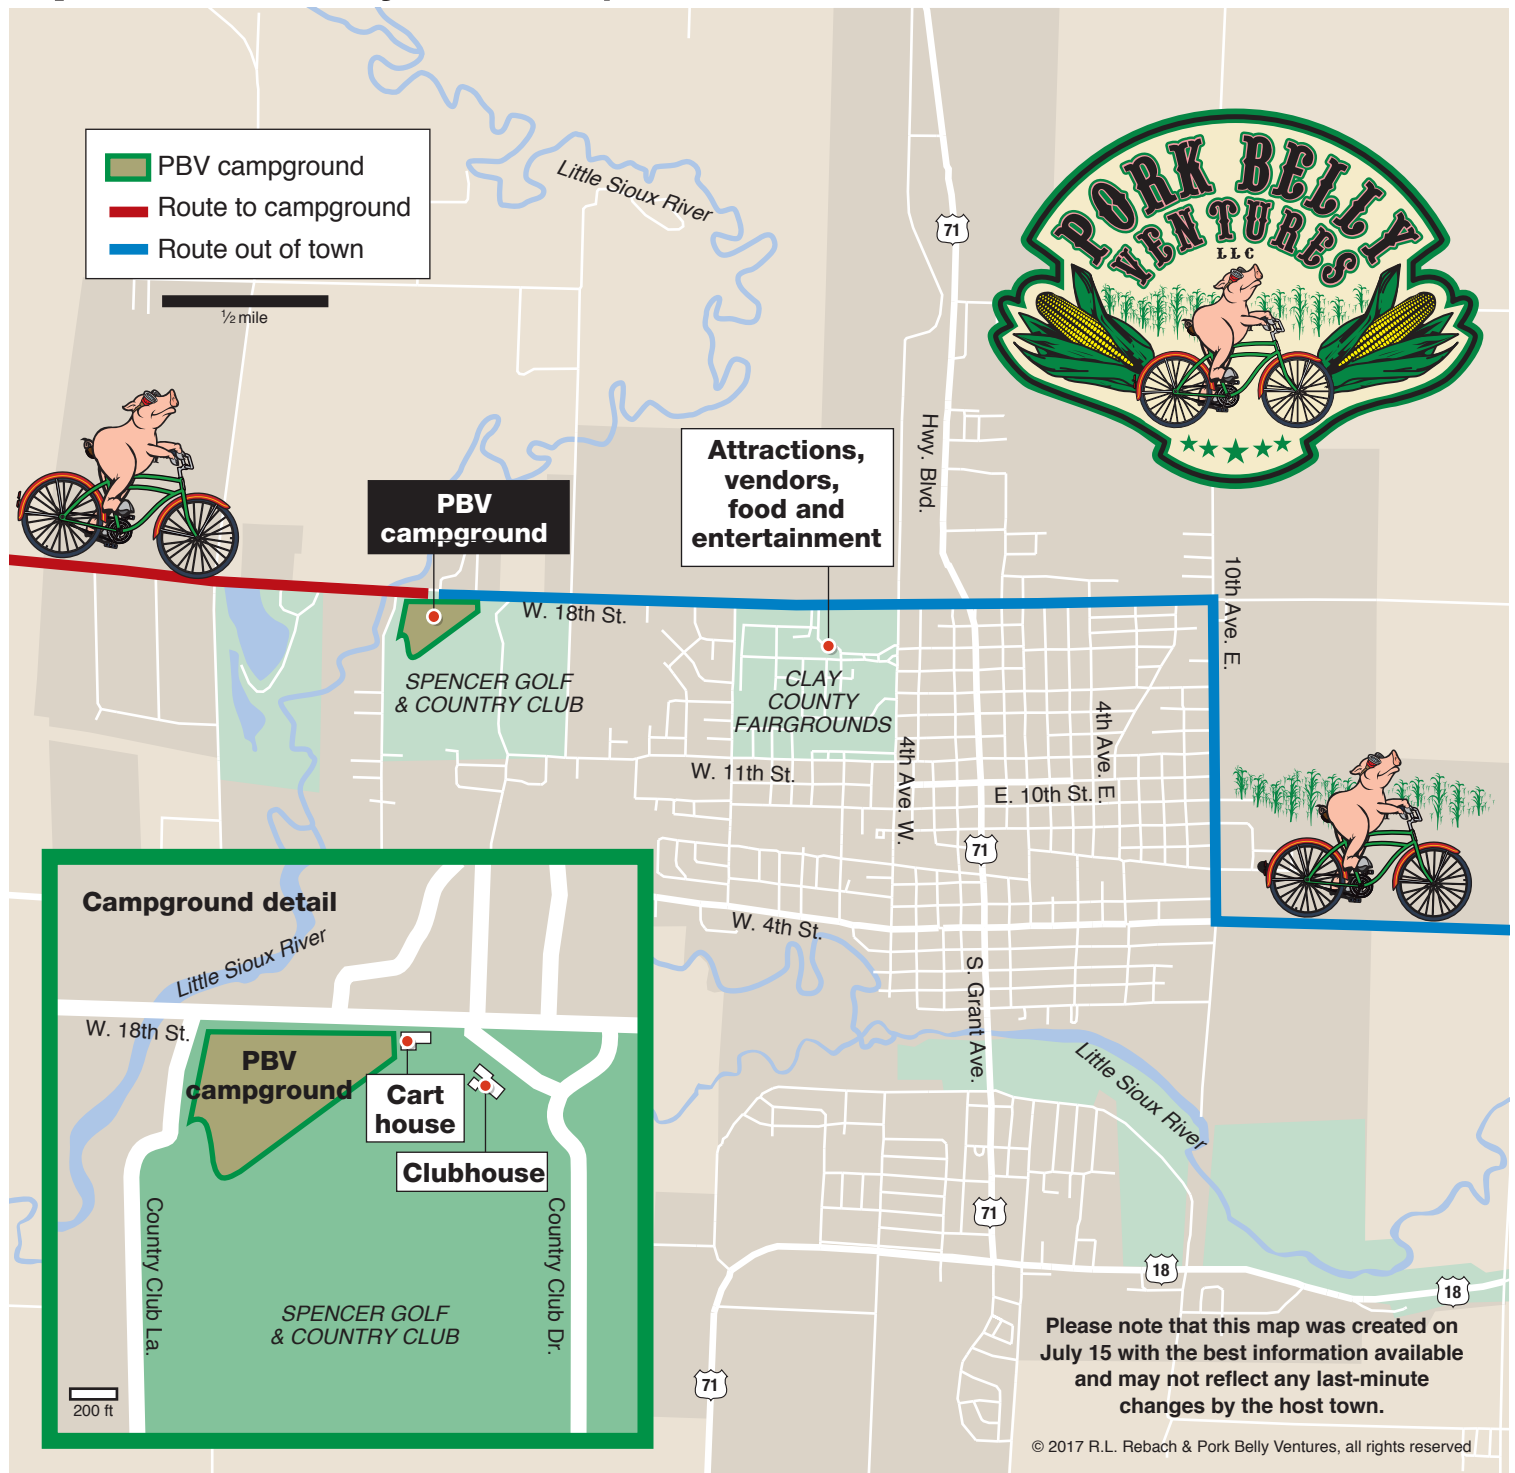 PBV campground
Route to campground
Route out of town
½ mile
Little Sioux River
71
PORK BELLY
VENTURES
LLC
Hwy. Blvd.
PBV
campground
Attractions,
vendors,
food and
entertainment
W. 18th St.
10th Ave. E.
SPENCER GOLF
& COUNTRY CLUB
CLAY
COUNTY
FAIRGROUNDS
4th Ave. W.
4th Ave. E.
W. 11th St.
E. 10th St.
71
W. 4th St.
S. Grant Ave.
Little Sioux River
71
18
18
71
Campground detail
Little Sioux River
W. 18th St.
PBV
campground
Cart
house
Clubhouse
Country Club La.
Country Club Dr.
SPENCER GOLF
& COUNTRY CLUB
200 ft
Please note that this map was created on
July 15 with the best information available
and may not reflect any last-minute
changes by the host town.
© 2017 R.L. Rebach & Pork Belly Ventures, all rights reserved